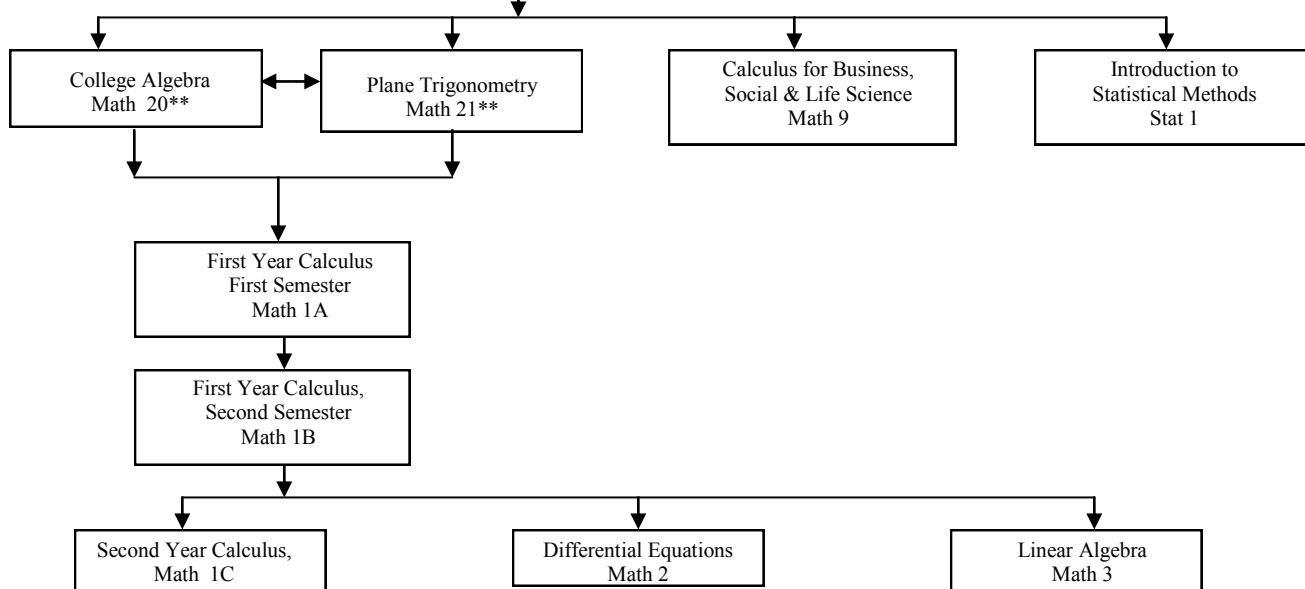 College Algebra
Math 20**
Plane Trigonometry
Math 21**
Calculus for Business,
Social & Life Science
Math 9
Introduction to
Statistical Methods
Stat 1
First Year Calculus
First Semester
Math 1A
First Year Calculus,
Second Semester
Math 1B
Second Year Calculus,
Math 1C
Differential Equations
Math 2
Linear Algebra
Math 3